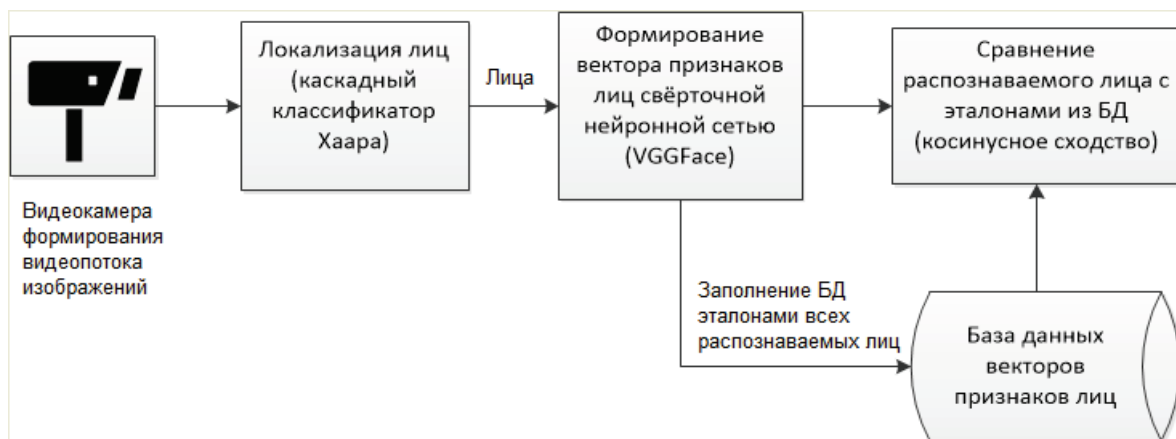 Локализация лиц
(каскадный
классификатор
Хаара)
Лица
Формирование
вектора признаков
лиц свёрточной
нейронной сетью
(VGGFace)
Сравнение
распознаваемого лица с
эталонами из БД
(косинусное сходство)
Видеокамера
формирования
видеопотока
изображений
Заполнение БД
эталонами всех
распознаваемых лиц
База данных
векторов
признаков лиц